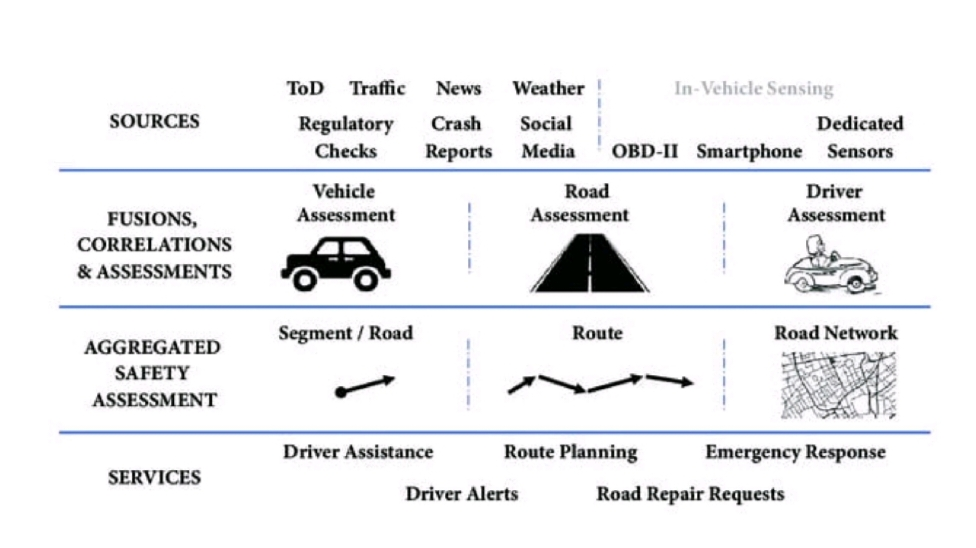 ToD Traffic News Weather In-Vehicle Sensing
SOURCES
Regulatory Checks
Crash Reports
Social Media
OBD-II Smartphone
Dedicated Sensors
FUSIONS,
CORRELATIONS
& ASSESSMENTS
Vehicle
Assessment
Road
Assessment
Driver
Assessment
AGGREGATED
SAFETY
ASSESSMENT
Segment / Road
Route
Road Network
SERVICES
Driver Assistance
Route Planning
Emergency Response
Driver Alerts
Road Repair Requests